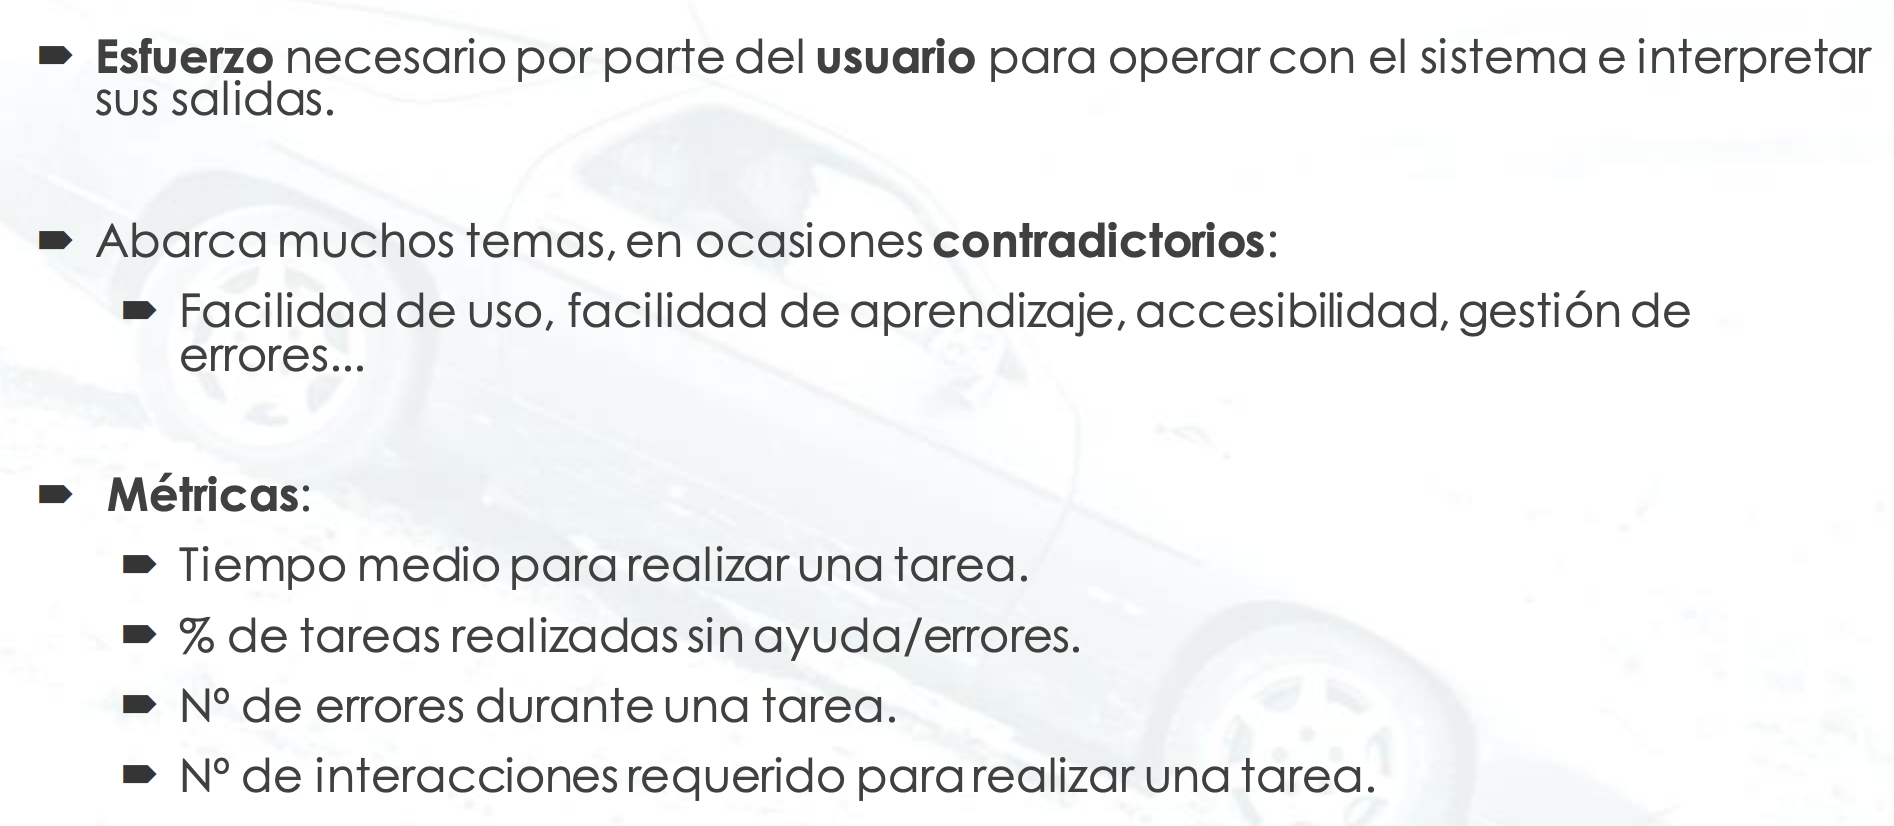 Esfuerzo necesario por parte del usuario para operar con el sistema e interpretar
sus salidas.
Abarca muchos temas, en ocasiones contradictorios:
Facilidad de uso, facilidad de aprendizaje, accesibilidad, gestión de
errores...
Métricas:
Tiempo medio para realizar una tarea.
% de tareas realizadas sin ayuda/errores.
Nº de errores durante una tarea.
Nº de interacciones requerido para realizar una tarea.